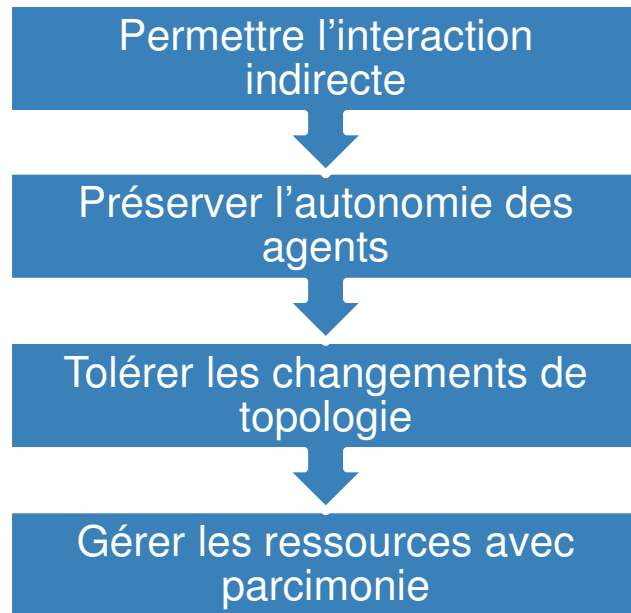 Permettre l’interaction
indirecte
Préserver l’autonomie des
agents
Tolérer les changements de
topologie
Gérer les ressources avec
parcimonie